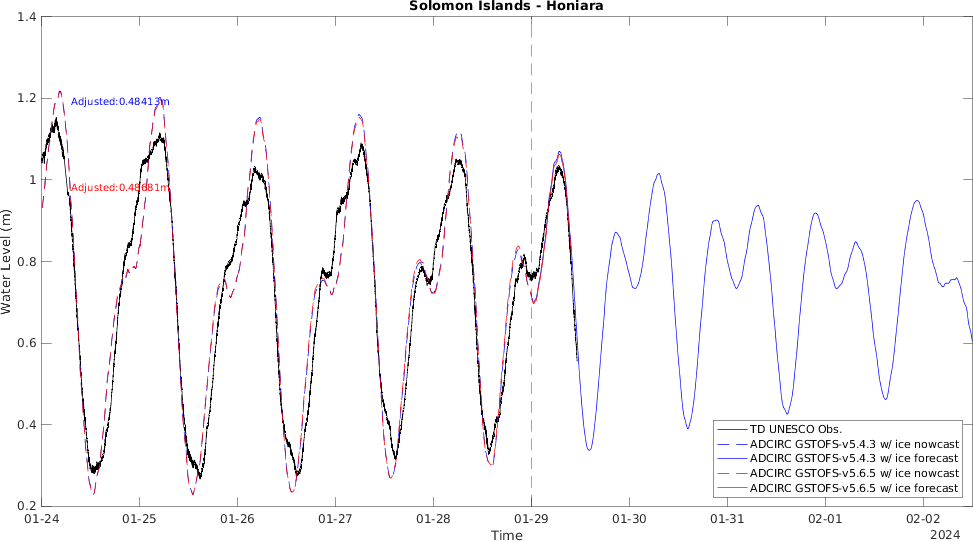 Solomon Islands - Honiara
1.4
1.2
1
0.8
0.6
0.4
0.2
Water Level (m)
Adjusted:0.48413m
Adjusted:0.48681m
TD UNESCO Obs.
ADCIRC GSTOFS-v5.4.3 w/ ice nowcast
ADCIRC GSTOFS-v5.4.3 w/ ice forecast
ADCIRC GSTOFS-v5.6.5 w/ ice nowcast
ADCIRC GSTOFS-v5.6.5 w/ ice forecast
01-24 01-25 01-26 01-27 01-28 01-29 01-30 01-31 02-01 02-02
Time
2024